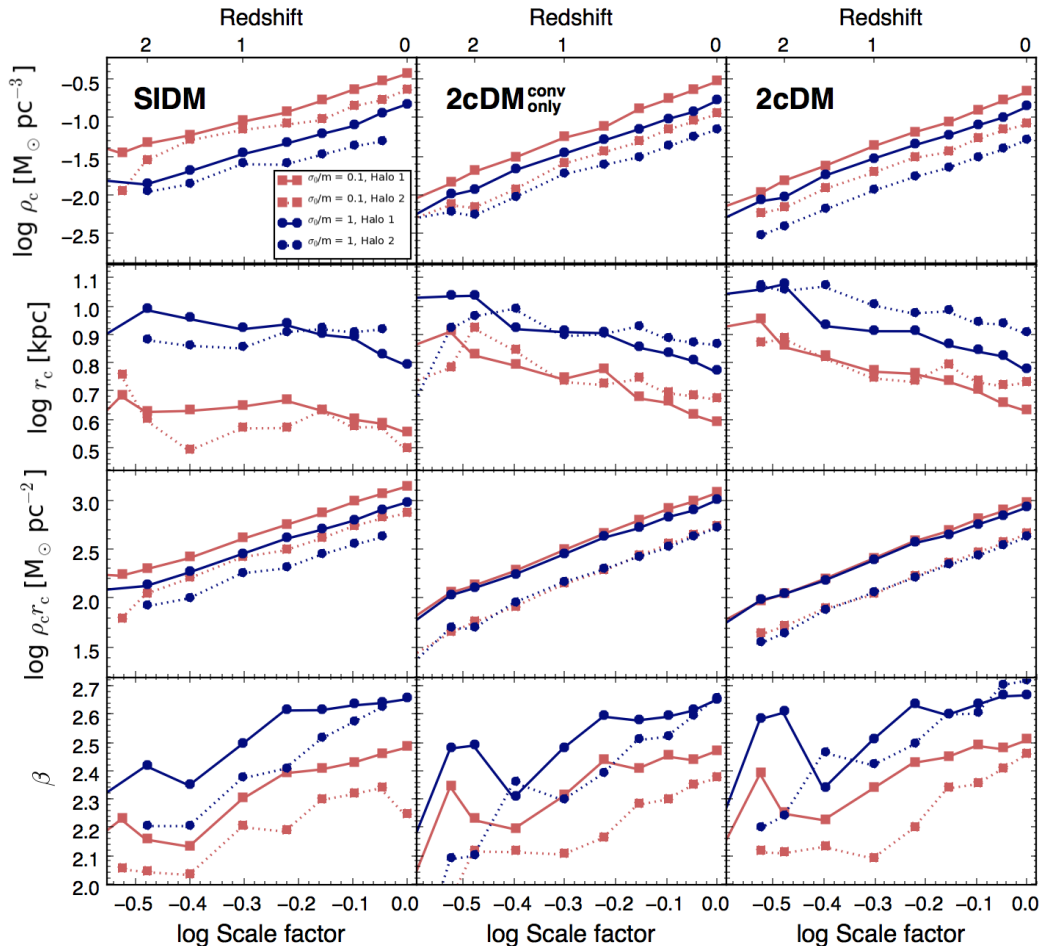 Redshift Redshift Redshift
2 1 0 2 1 0 2 1 0
SIDM 2cDM conv only 2cDM
log ρc [M⊙ pc−3]
−0.5
−1.0
−1.5
−2.0
−2.5
σ0/m = 0.1, Halo 1
σ0/m = 0.1, Halo 2
σ0/m = 1, Halo 1
σ0/m = 1, Halo 2
log rc [kpc]
1.1
1.0
0.9
0.8
0.7
0.6
0.5
log ρc rc [M⊙ pc−2]
3.0
2.5
2.0
1.5
β
2.7
2.6
2.5
2.4
2.3
2.2
2.1
2.0
−0.5 −0.4 −0.3 −0.2 −0.1 0.0 −0.5 −0.4 −0.3 −0.2 −0.1 0.0 −0.5 −0.4 −0.3 −0.2 −0.1 0.0
log Scale factor log Scale factor log Scale factor